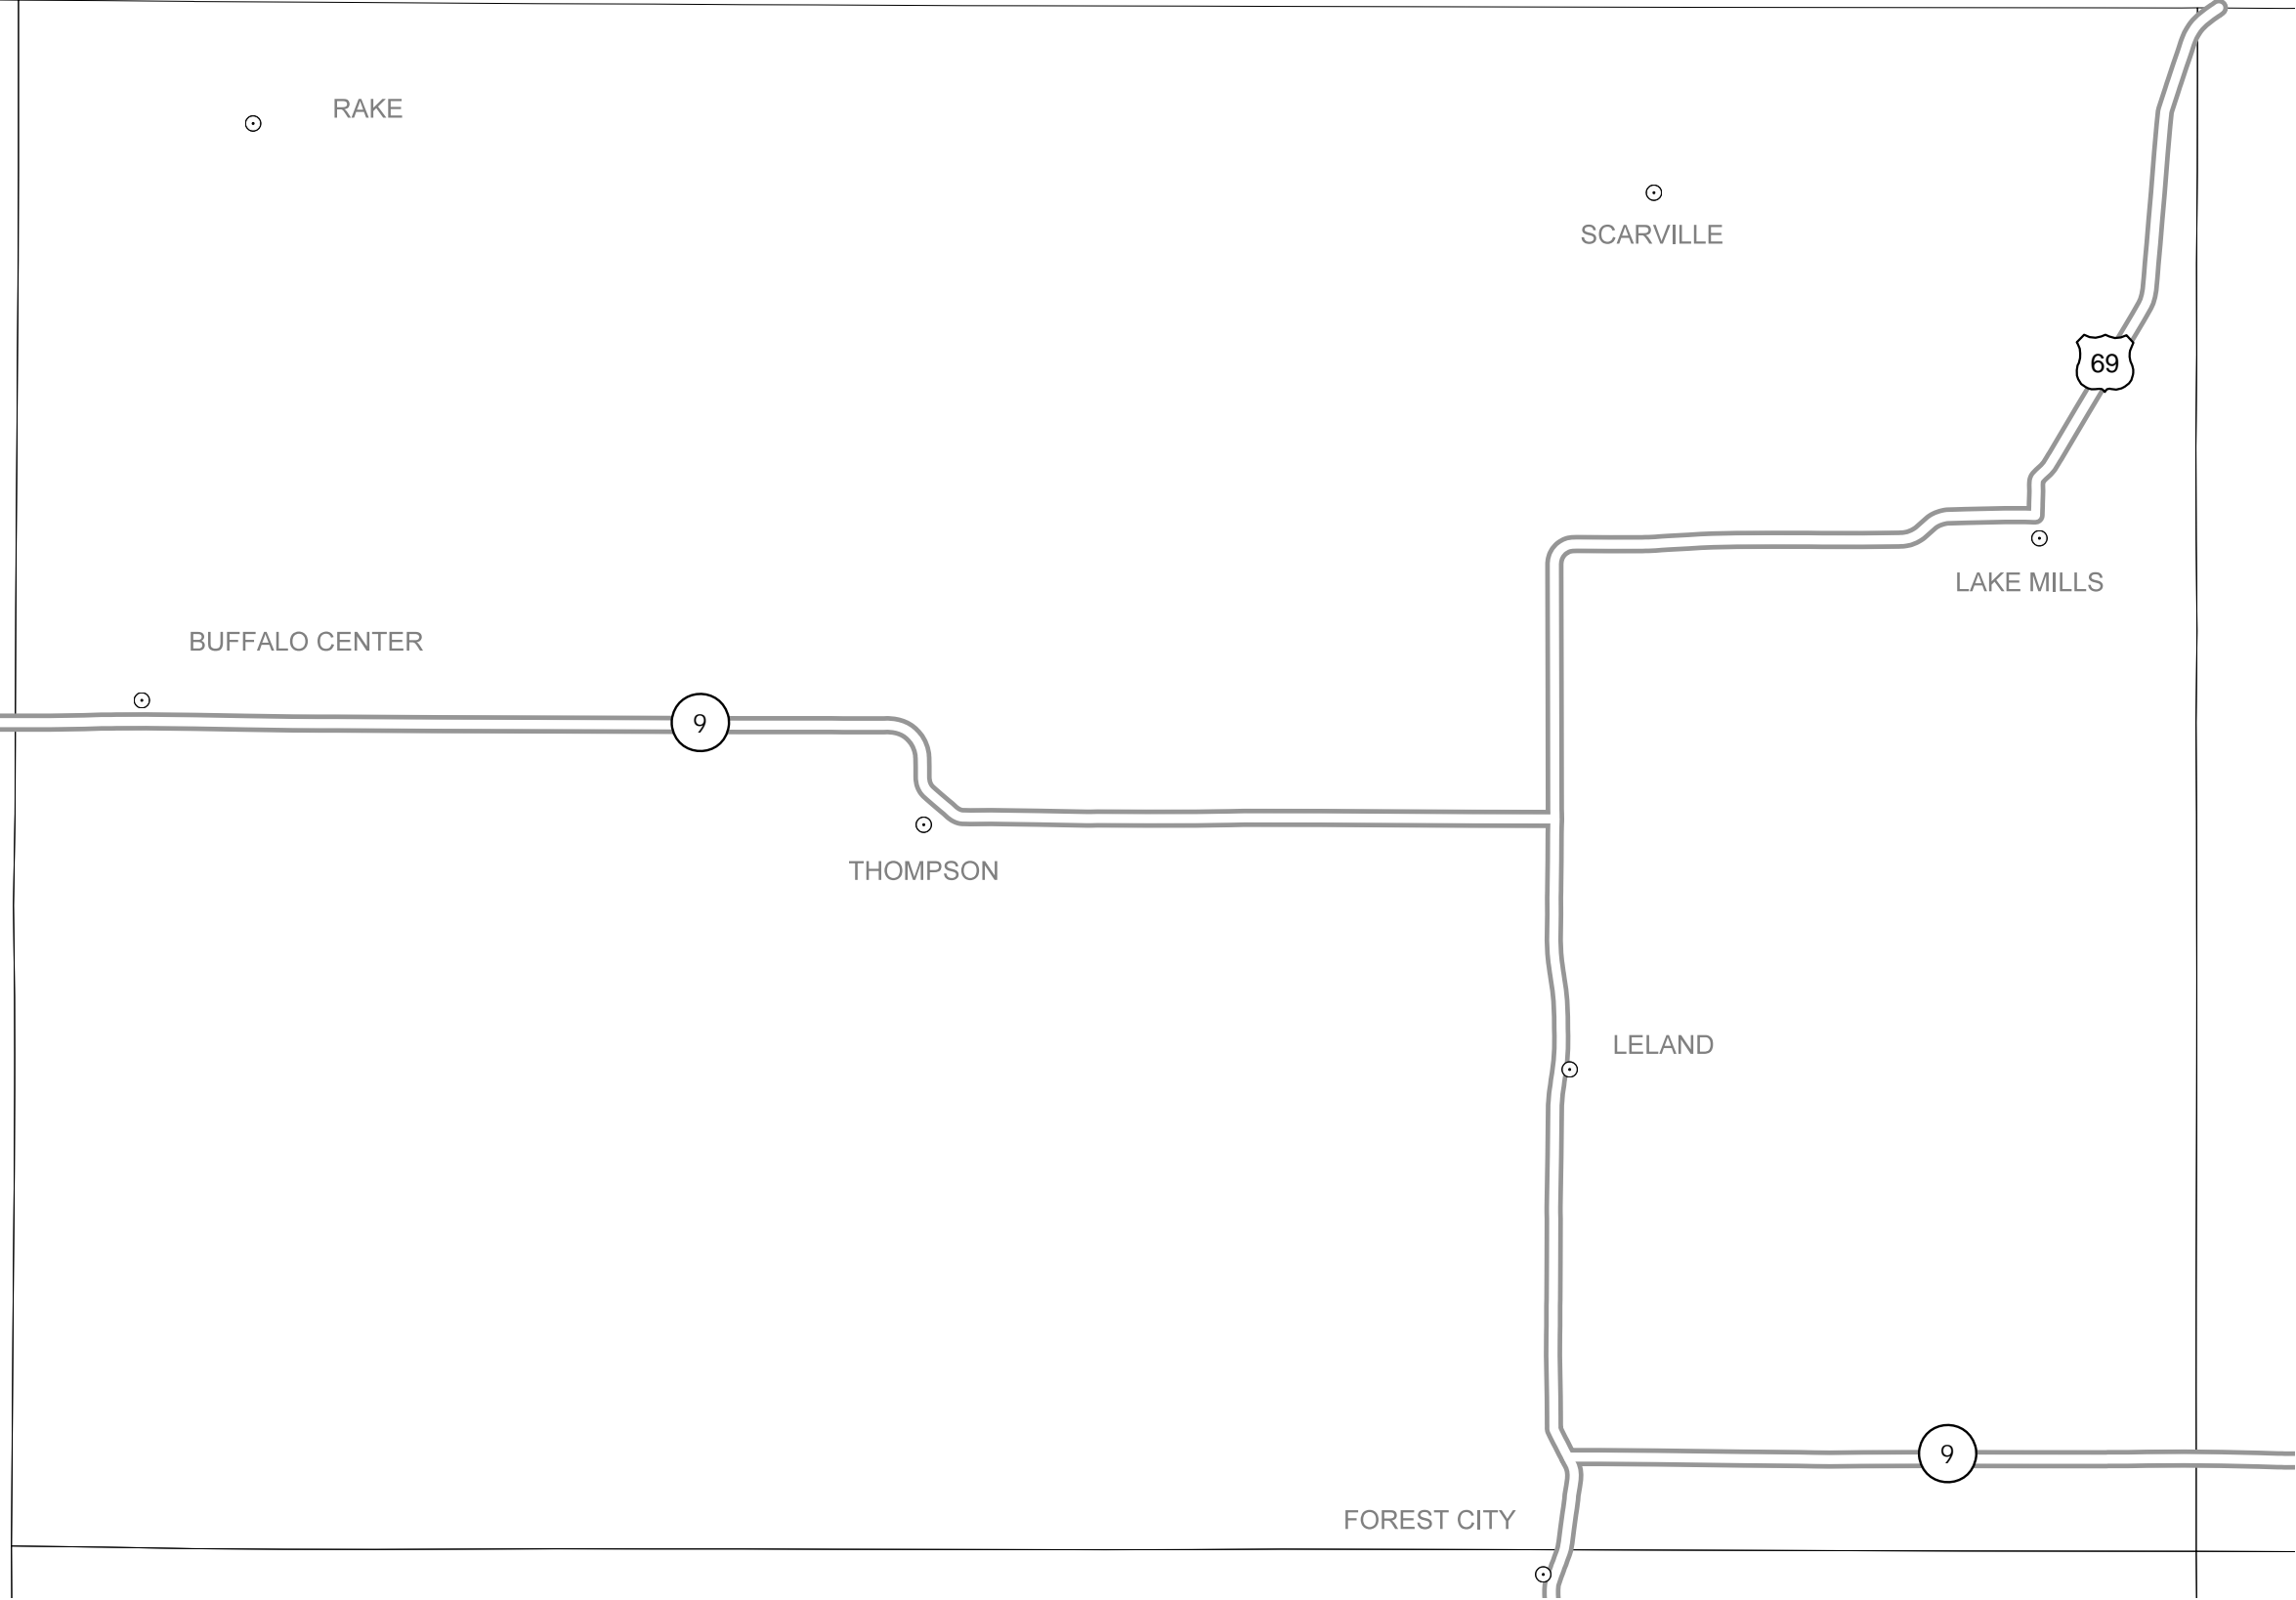 RAKE
SCARVILLE
69
LAKE MILLS
BUFFALO CENTER
9
THOMPSON
LELAND
9
FOREST CITY